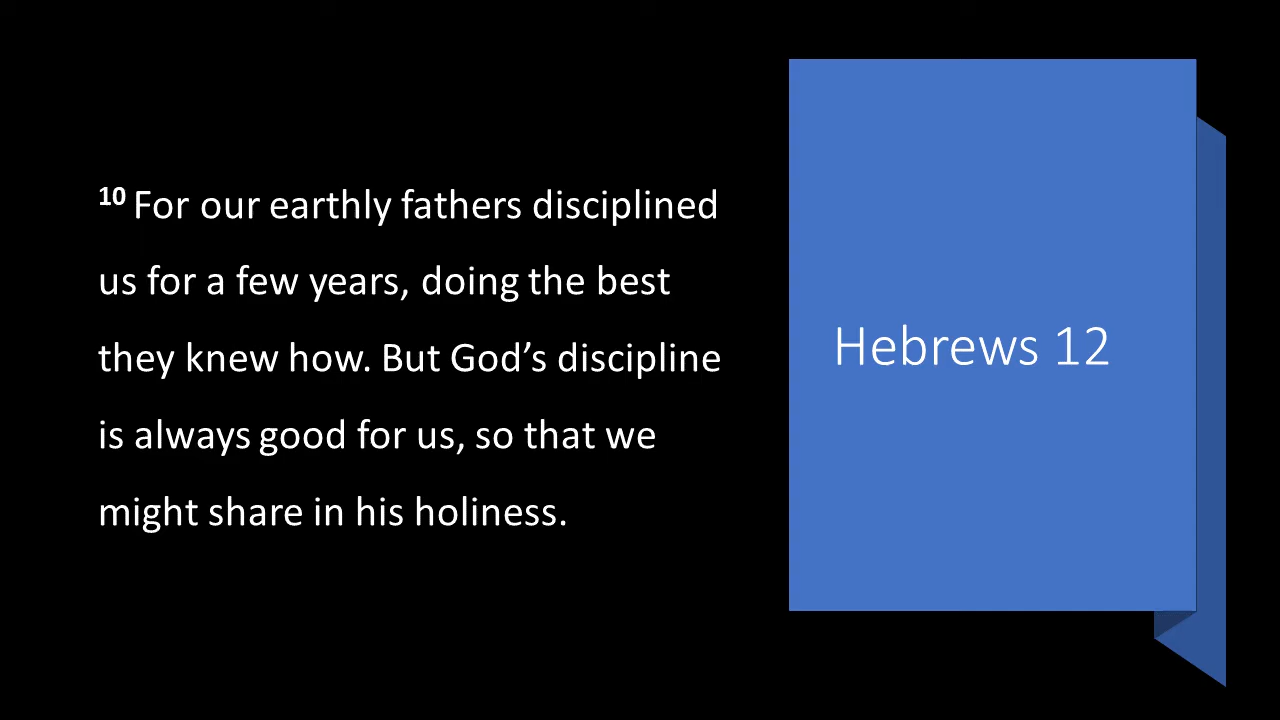 10 For our earthly fathers disciplined
us for a few years, doing the best
they knew how. But God’s discipline
is always good for us, so that we
might share in his holiness.
Hebrews 12